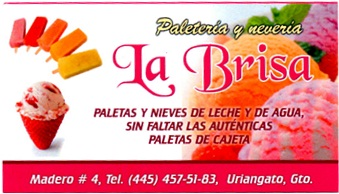 Paletería y nevería
La Brisa
PALETAS Y NIEVES DE LECHE Y DE AGUA,
SIN FALTAR LAS AUTÉNTICAS
PALETAS DE CAJETA
Madero # 4, Tel. (445) 457-51-83, Uriangato, Gto.